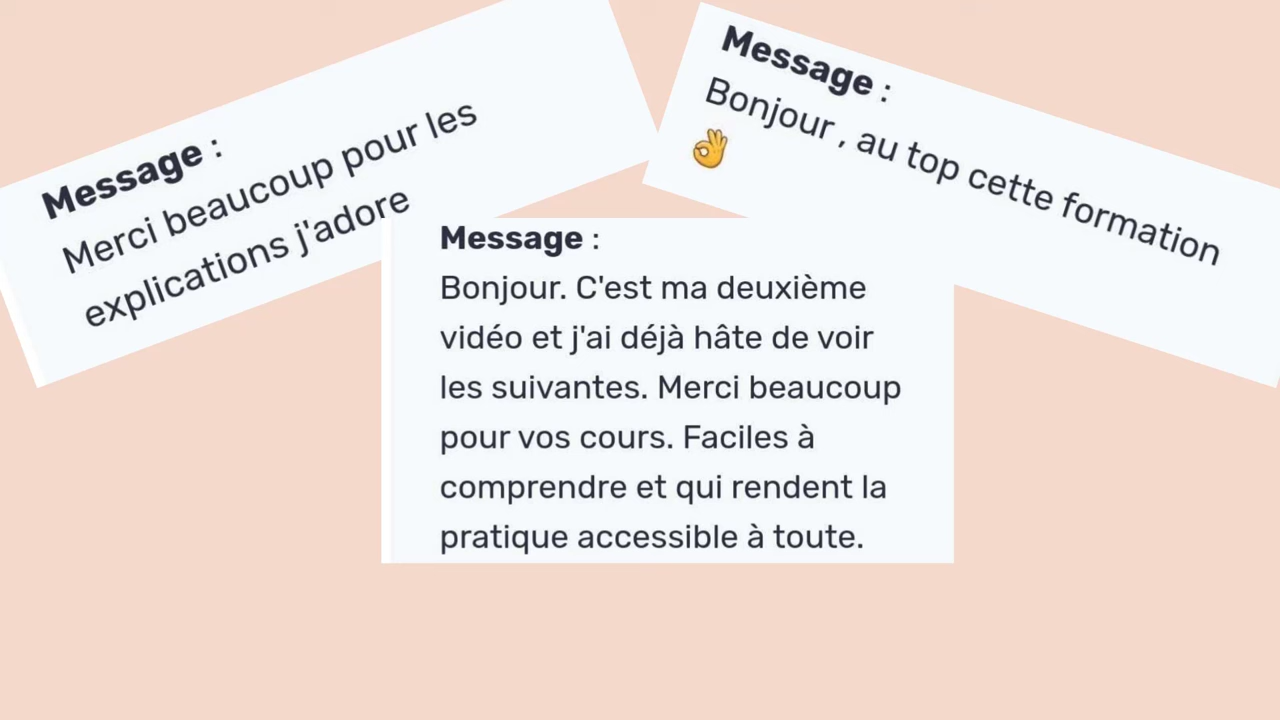 Message :
Merci beaucoup pour les
explications j'adore
Message :
Bonjour , au top cette formation
👌
Message :
Bonjour. C'est ma deuxième
vidéo et j'ai déjà hâte de voir
les suivantes. Merci beaucoup
pour vos cours. Faciles à
comprendre et qui rendent la
pratique accessible à toute.